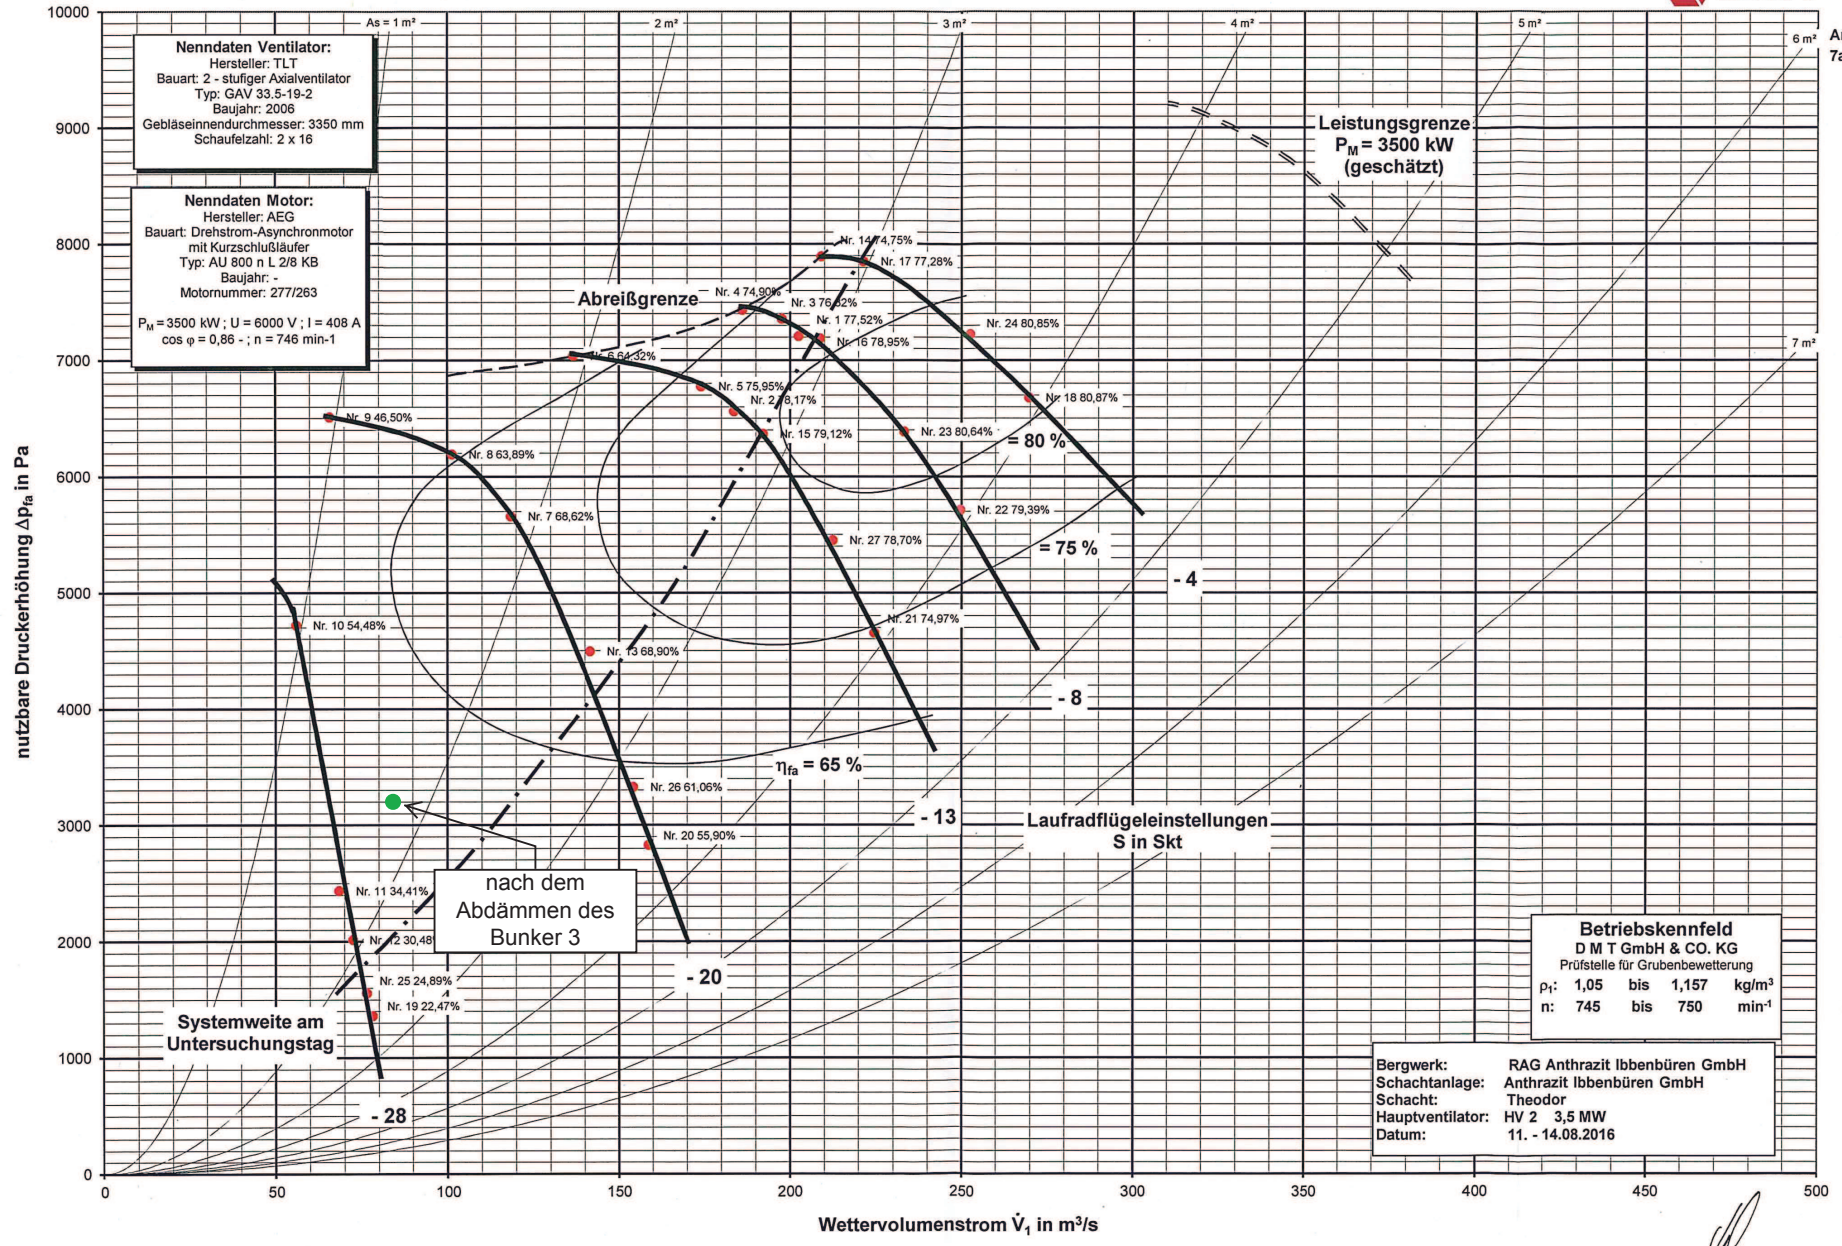 10000
9000
8000
7000
6000
5000
4000
3000
2000
1000
0
nutzbare Druckerhöhung Δp_fa in Pa
As = 1 m²
2 m²
3 m²
4 m²
5 m²
6 m²
7 m²
Nenndaten Ventilator:
Hersteller: TLT
Bauart: 2 - stufiger Axialventilator
Typ: GAV 33.5-19-2
Baujahr: 2006
Gebläseinnendurchmesser: 3350 mm
Schaufelzahl: 2 x 16
Nenndaten Motor:
Hersteller: AEG
Bauart: Drehstrom-Asynchronmotor
mit Kurzschlußläufer
Typ: AU 800 n L 2/8 KB
Baujahr: -
Motornummer: 277/263
P_M = 3500 kW ; U = 6000 V ; I = 408 A
cos φ = 0,86 - ; n = 746 min-1
Leistungsgrenze
P_M = 3500 kW
(geschätzt)
Abreißgrenze
Nr. 14 74,75%
Nr. 17 77,28%
Nr. 4 74,90%
Nr. 3 76,62%
Nr. 1 77,52%
Nr. 16 78,95%
Nr. 24 80,85%
Nr. 6 64,32%
Nr. 5 75,95%
Nr. 2 78,17%
Nr. 18 80,87%
Nr. 9 46,50%
Nr. 15 79,12%
Nr. 23 80,64%
= 80 %
Nr. 8 63,89%
Nr. 7 68,62%
Nr. 22 79,39%
Nr. 27 78,70%
= 75 %
- 4
Nr. 10 54,48%
Nr. 21 74,97%
Nr. 13 68,90%
- 8
η_fa = 65 %
Nr. 26 61,06%
- 13
Laufradflügeleinstellungen
S in Skt
Nr. 20 55,90%
nach dem
Abdämmen des
Bunker 3
Nr. 11 34,41%
Nr. 12 30,48%
- 20
Nr. 25 24,89%
Nr. 19 22,47%
Systemweite am
Untersuchungstag
- 28
Betriebskennfeld
D M T GmbH & CO. KG
Prüfstelle für Grubenbewetterung
ρ₁: 1,05 bis 1,157 kg/m³
n: 745 bis 750 min⁻¹
Bergwerk: RAG Anthrazit Ibbenbüren GmbH
Schachtanlage: Anthrazit Ibbenbüren GmbH
Schacht: Theodor
Hauptventilator: HV 2 3,5 MW
Datum: 11. - 14.08.2016
0 50 100 150 200 250 300 350 400 450 500
Wettervolumenstrom V̇₁ in m³/s